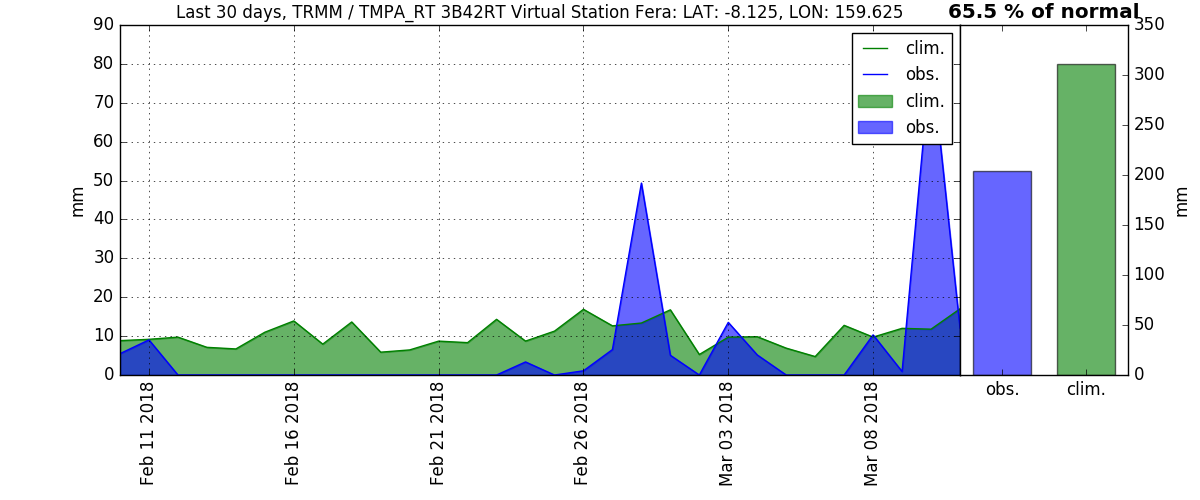 Last 30 days, TRMM / TMPA_RT 3B42RT Virtual Station Fera: LAT: -8.125, LON: 159.625
65.5 % of normal
90
80
70
60
50
40
30
20
10
0
mm
clim.
obs.
clim.
obs.
350
300
250
200
150
100
50
0
mm
obs.
clim.
Feb 11 2018
Feb 16 2018
Feb 21 2018
Feb 26 2018
Mar 03 2018
Mar 08 2018